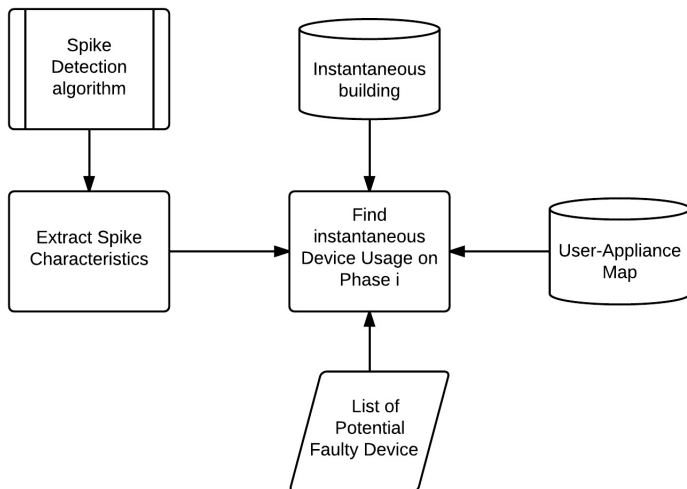 Spike
Detection
algorithm
Instantaneous
building
Extract Spike
Characteristics
Find
instantaneous
Device Usage on
Phase i
User-Appliance
Map
List of
Potential
Faulty Device